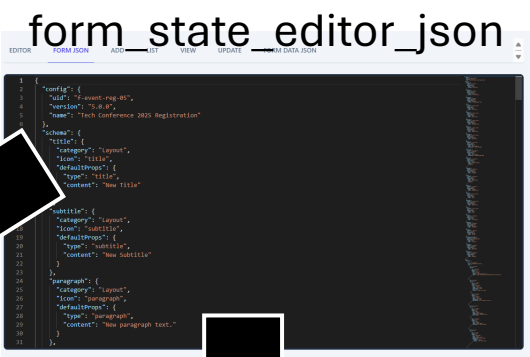 form_state_editor_json
EDITOR FORM JSON ADD LIST VIEW UPDATE FORM DATA JSON
1 {
2 "config": {
3 "uid": "f-event-reg-05",
4 "version": "5.0.0",
5 "name": "Tech Conference 2025 Registration"
6 },
7 "schema": {
8 "title": {
9 "category": "Layout",
"icon": "title",
"defaultProps": {
"type": "title",
"content": "New Title"
"subtitle": {
"category": "Layout",
18 "icon": "subtitle",
19 "defaultProps": {
20 "type": "subtitle",
21 "content": "New Subtitle"
22 }
23 },
24 "paragraph": {
25 "category": "Layout",
26 "icon": "paragraph",
27 "defaultProps": {
28 "type": "paragraph",
29 "content": "New paragraph text."
30 }
31 },